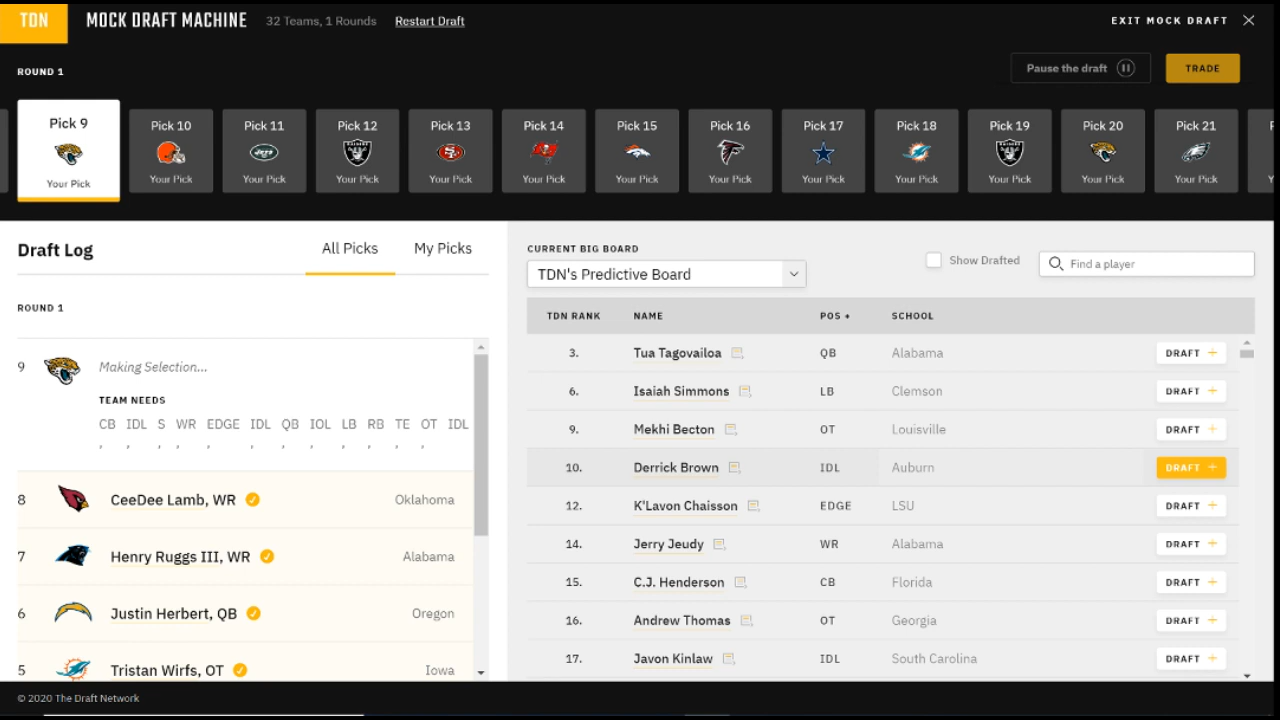 TDN MOCK DRAFT MACHINE 32 Teams, 1 Rounds Restart Draft EXIT MOCK DRAFT
ROUND 1 Pause the draft TRADE
Pick 9 Pick 10 Pick 11 Pick 12 Pick 13 Pick 14 Pick 15 Pick 16 Pick 17 Pick 18 Pick 19 Pick 20 Pick 21
Your Pick Your Pick Your Pick Your Pick Your Pick Your Pick Your Pick Your Pick Your Pick Your Pick Your Pick Your Pick Your Pick
Draft Log All Picks My Picks
ROUND 1
9 Making Selection...
TEAM NEEDS
CB IDL S WR EDGE IDL QB IOL LB RB TE OT IDL
, , , , , , , , , , , ,
8 CeeDee Lamb, WR Oklahoma
7 Henry Ruggs III, WR Alabama
6 Justin Herbert, QB Oregon
5 Tristan Wirfs, OT Iowa
CURRENT BIG BOARD
TDN's Predictive Board Show Drafted Find a player
TDN RANK NAME POS + SCHOOL
3. Tua Tagovailoa QB Alabama DRAFT +
6. Isaiah Simmons LB Clemson DRAFT +
9. Mekhi Becton OT Louisville DRAFT +
10. Derrick Brown IDL Auburn DRAFT +
12. K'Lavon Chaisson EDGE LSU DRAFT +
14. Jerry Jeudy WR Alabama DRAFT +
15. C.J. Henderson CB Florida DRAFT +
16. Andrew Thomas OT Georgia DRAFT +
17. Javon Kinlaw IDL South Carolina DRAFT +
© 2020 The Draft Network